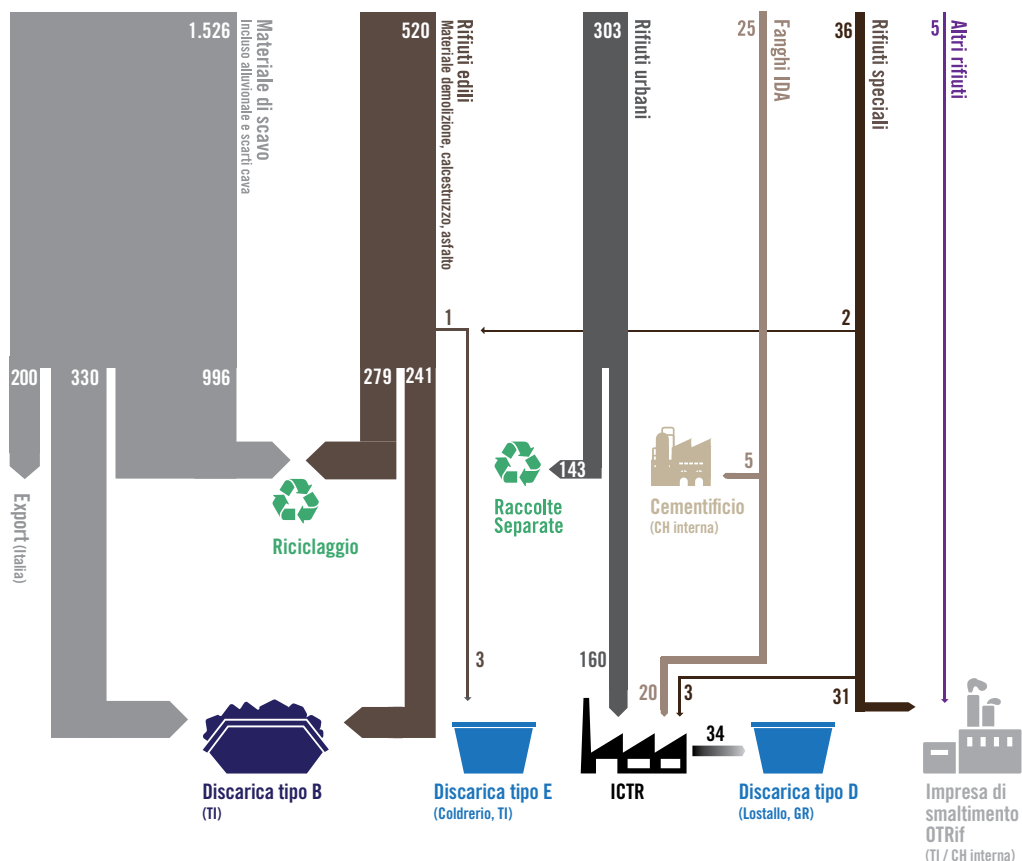 1.526
Materiale di scavo
Incluso alluvionale e scarti cava
520
Rifiuti edili
Materiale demolizione, calcestruzzo, asfalto
303
Rifiuti urbani
25
Fanghi IDA
36
Rifiuti speciali
5
Altri rifiuti
1
2
200
330
996
279
241
143
5
Export (Italia)
Riciclaggio
Raccolte
Separate
Cementificio
(CH interna)
3
160
20
3
31
34
Discarica tipo B
(TI)
Discarica tipo E
(Coldrerio, TI)
ICTR
Discarica tipo D
(Lostallo, GR)
Impresa di
smaltimento
OTRif
(TI / CH interna)